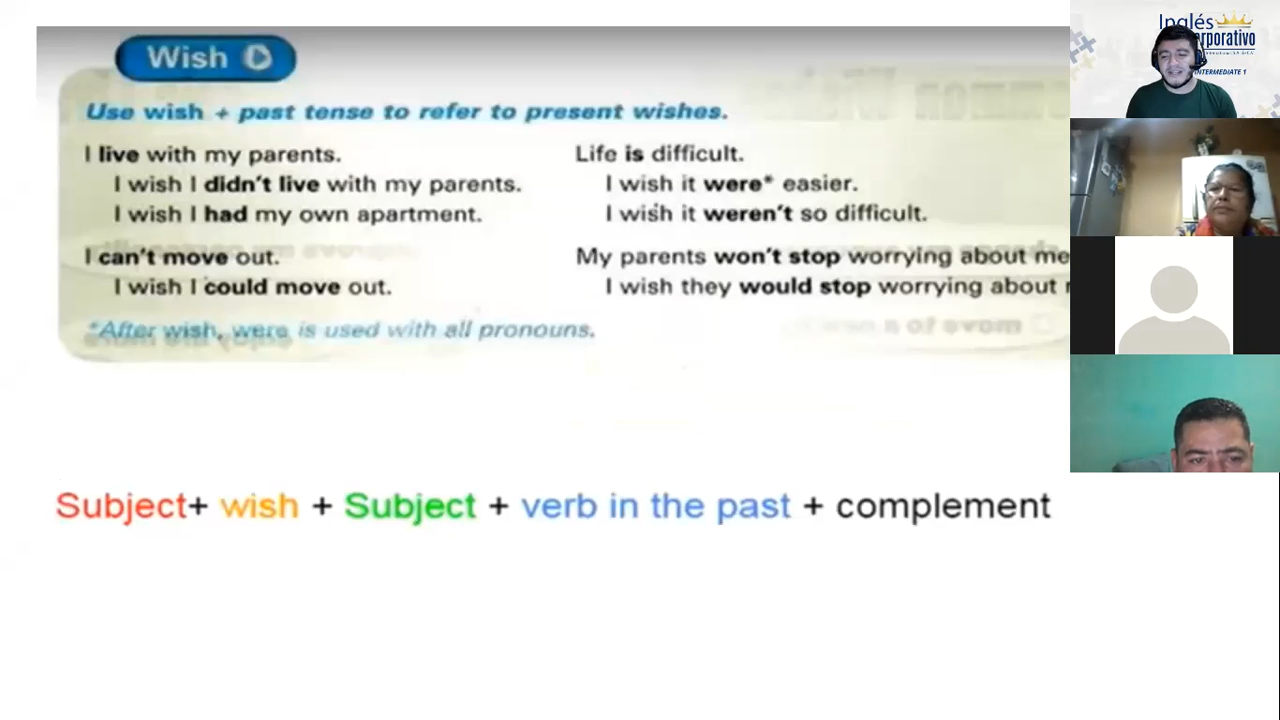 Wish
Use wish + past tense to refer to present wishes.
I live with my parents.
I wish I didn't live with my parents.
I wish I had my own apartment.
I can't move out.
I wish I could move out.
Life is difficult.
I wish it were* easier.
I wish it weren't so difficult.
My parents won't stop worrying about me
I wish they would stop worrying about
*After wish, were is used with all pronouns.
Subject+ wish + Subject + verb in the past + complement
Inglés
INTERMEDIATE 1